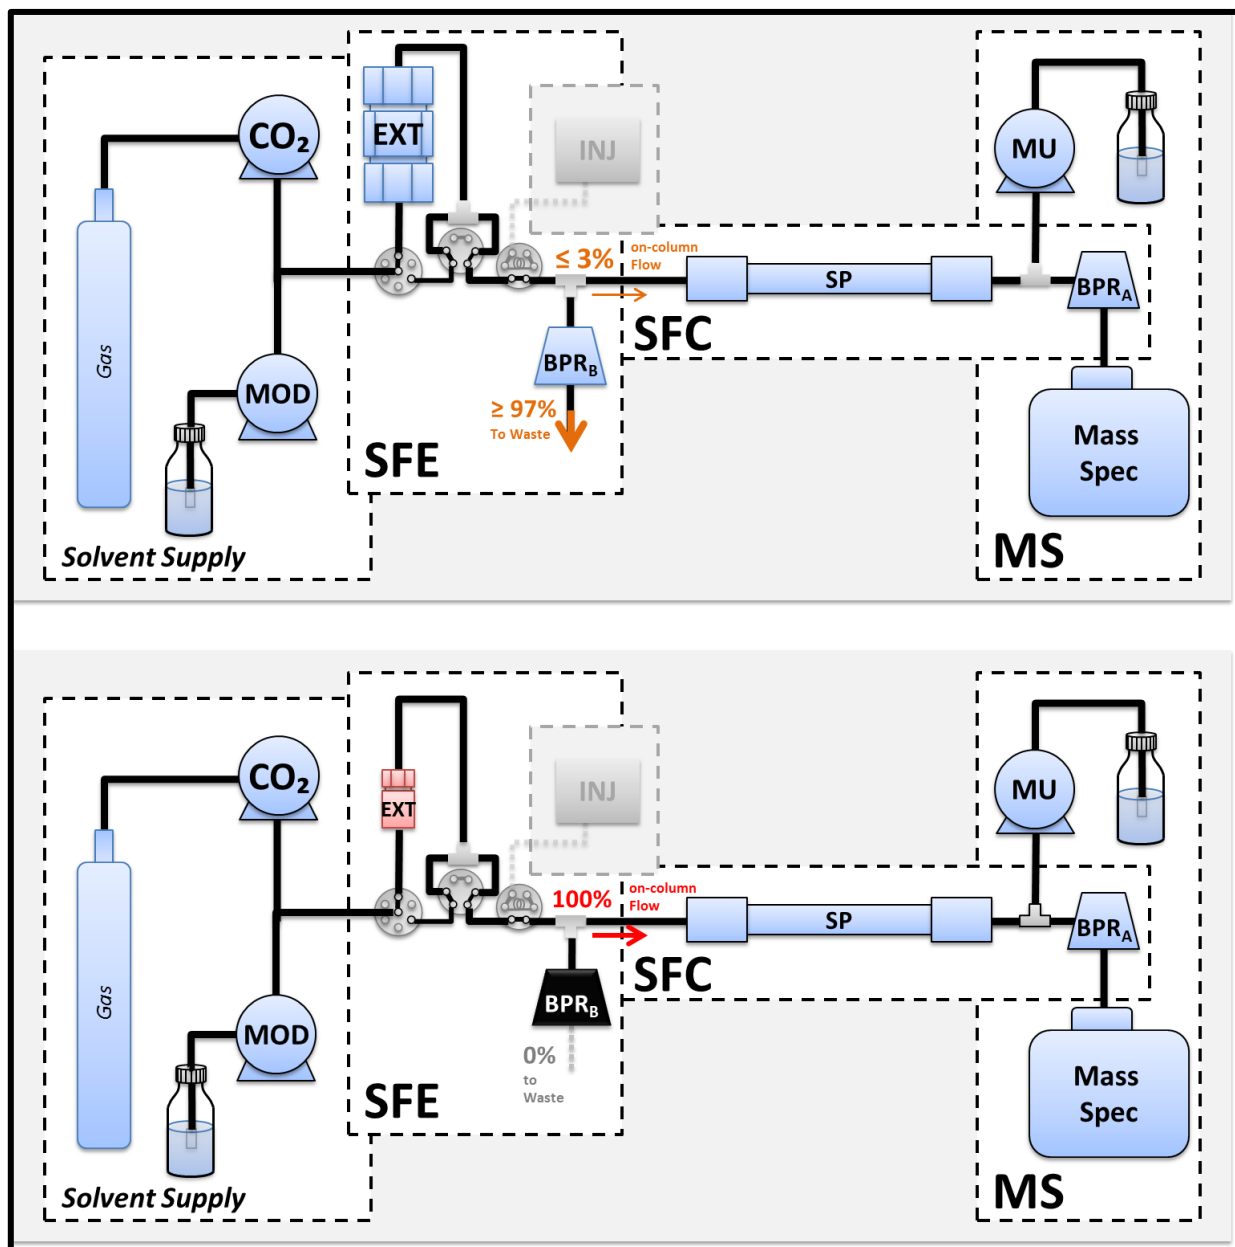 CO₂
EXT
INJ
MU
≤ 3%
on-column
Flow
SP
BPRA
Gas
SFC
BPRB
MOD
≥ 97%
To Waste
Mass
Spec
SFE
Solvent Supply
MS
CO₂
EXT
INJ
MU
100%
on-column
Flow
SP
BPRA
Gas
SFC
BPRB
MOD
0%
to
Waste
Mass
Spec
SFE
Solvent Supply
MS